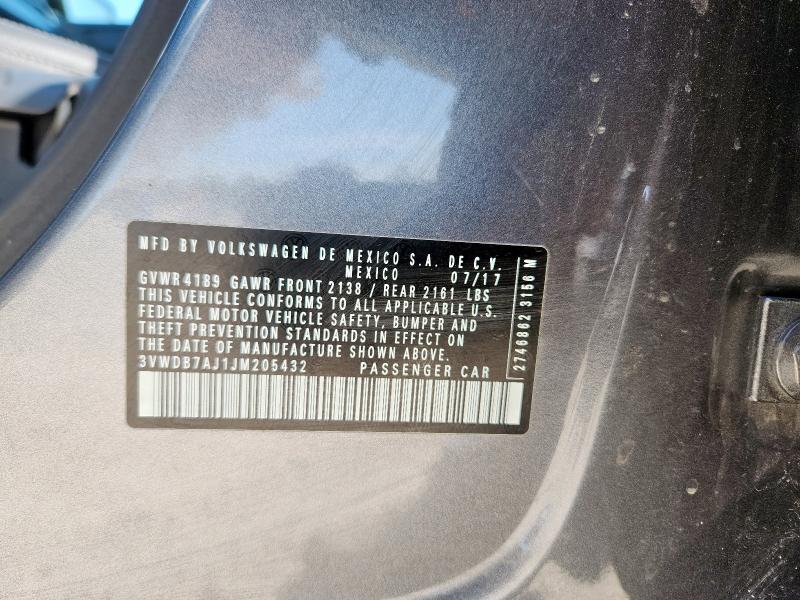 MFD BY VOLKSWAGEN DE MEXICO S.A. DE C.V.
MEXICO 07/17
GVWR 4189 GAWR FRONT 2138 / REAR 2161 LBS
THIS VEHICLE CONFORMS TO ALL APPLICABLE U.S.
FEDERAL MOTOR VEHICLE SAFETY, BUMPER AND
THEFT PREVENTION STANDARDS IN EFFECT ON
THE DATE OF MANUFACTURE SHOWN ABOVE.
3VWDB7AJ1JM205432 PASSENGER CAR
2746862 3156 M